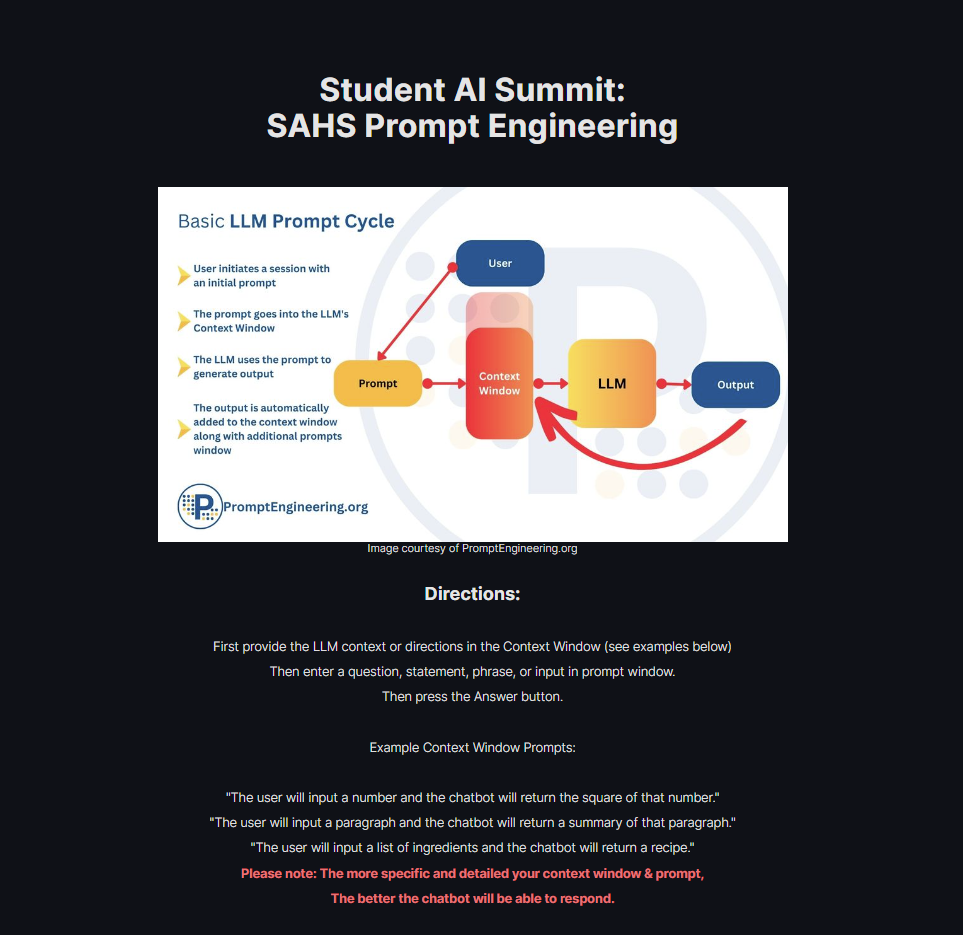 Student AI Summit:
SAHS Prompt Engineering
Basic LLM Prompt Cycle
User initiates a session with
an initial prompt
The prompt goes into the LLM's
Context Window
The LLM uses the prompt to
generate output
The output is automatically
added to the context window
along with additional prompts
window
User
Prompt
Context
Window
LLM
Output
P
PromptEngineering.org
Image courtesy of PromptEngineering.org
Directions:
First provide the LLM context or directions in the Context Window (see examples below)
Then enter a question, statement, phrase, or input in prompt window.
Then press the Answer button.
Example Context Window Prompts:
"The user will input a number and the chatbot will return the square of that number."
"The user will input a paragraph and the chatbot will return a summary of that paragraph."
"The user will input a list of ingredients and the chatbot will return a recipe."
Please note: The more specific and detailed your context window & prompt,
The better the chatbot will be able to respond.